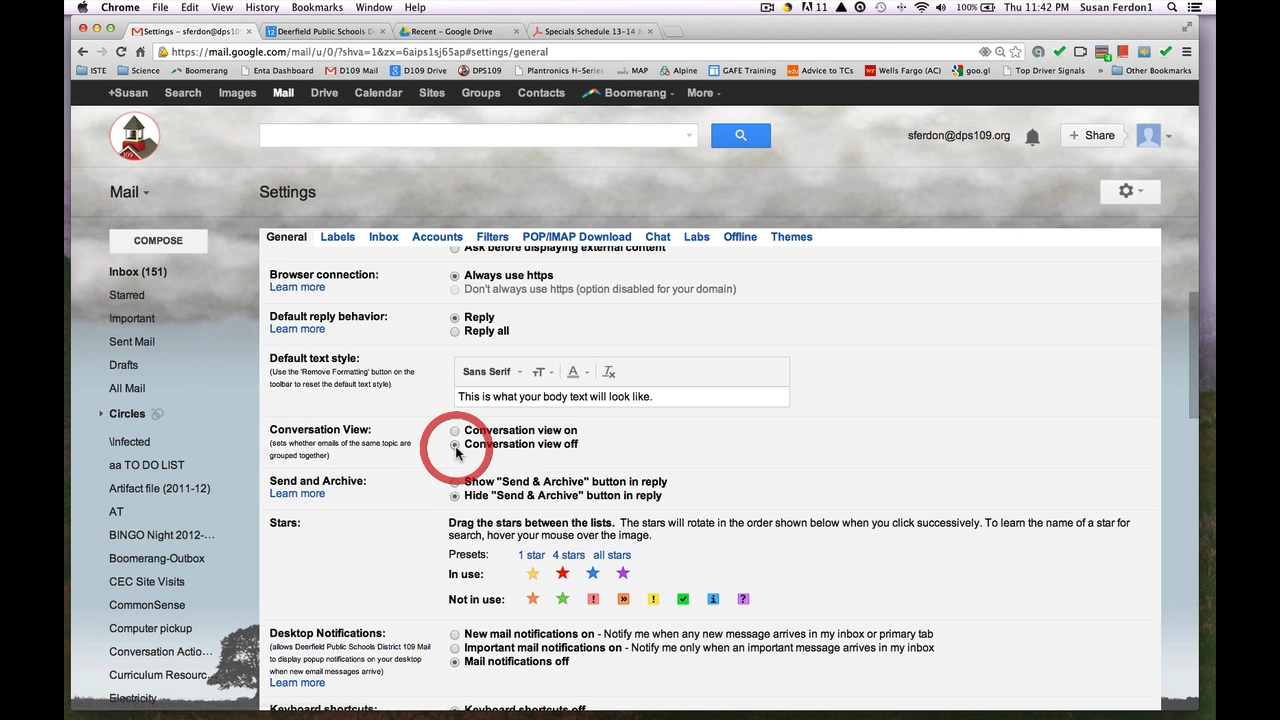 Chrome File Edit View History Bookmarks Window Help 11 100% Thu 11:42 PM Susan Ferdon1
Settings - sferdon@dps10 × Deerfield Public Schools D × Recent - Google Drive × Specials Schedule 13-14 8 ×
https://mail.google.com/mail/u/0/?shva=1&zx=6aips1sj65ap#settings/general
ISTE Science Boomerang Enta Dashboard D109 Mail D109 Drive DPS109 Plantronics H-Series MAP Alpine GAFE Training Advice to TCs Wells Fargo (AC) goo.gl Top Driver Signals » Other Bookmarks
+Susan Search Images Mail Drive Calendar Sites Groups Contacts Boomerang More
109 sferdon@dps109.org + Share
Mail Settings
COMPOSE
General Labels Inbox Accounts Filters POP/IMAP Download Chat Labs Offline Themes
Inbox (151)
Starred
Important
Sent Mail
Drafts
All Mail
Circles
\Infected
aa TO DO LIST
Artifact file (2011-12)
AT
BINGO Night 2012-...
Boomerang-Outbox
CEC Site Visits
CommonSense
Computer pickup
Conversation Actio...
Curriculum Resourc...
Electricity
Ask before displaying external content
Browser connection: Always use https
Learn more Don't always use https (option disabled for your domain)
Default reply behavior: Reply
Learn more Reply all
Default text style:
(Use the 'Remove Formatting' button on the
toolbar to reset the default text style)
Sans Serif
This is what your body text will look like.
Conversation View: Conversation view on
(sets whether emails of the same topic are
grouped together)
Conversation view off
Send and Archive: Show "Send & Archive" button in reply
Learn more Hide "Send & Archive" button in reply
Stars: Drag the stars between the lists. The stars will rotate in the order shown below when you click successively. To learn the name of a star for
search, hover your mouse over the image.
Presets: 1 star 4 stars all stars
In use:
Not in use: ! » ! i ?
Desktop Notifications: New mail notifications on - Notify me when any new message arrives in my inbox or primary tab
(allows Deerfield Public Schools District 109 Mail
to display popup notifications on your desktop
when new email messages arrive)
Learn more
Important mail notifications on - Notify me only when an important message arrives in my inbox
Mail notifications off
Keyboard shortcuts: Keyboard shortcuts off